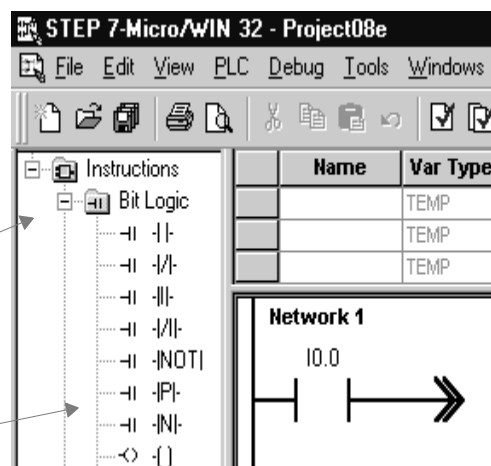 STEP 7-Micro/WIN 32 - Project08e
File Edit View PLC Debug Tools Windows
Instructions
Bit Logic
-| |-
-|/|-
-|I|-
-|/I|-
-|NOT|
-|P|-
-|N|-
-( )
Name Var Type
TEMP
TEMP
TEMP
Network 1
I0.0